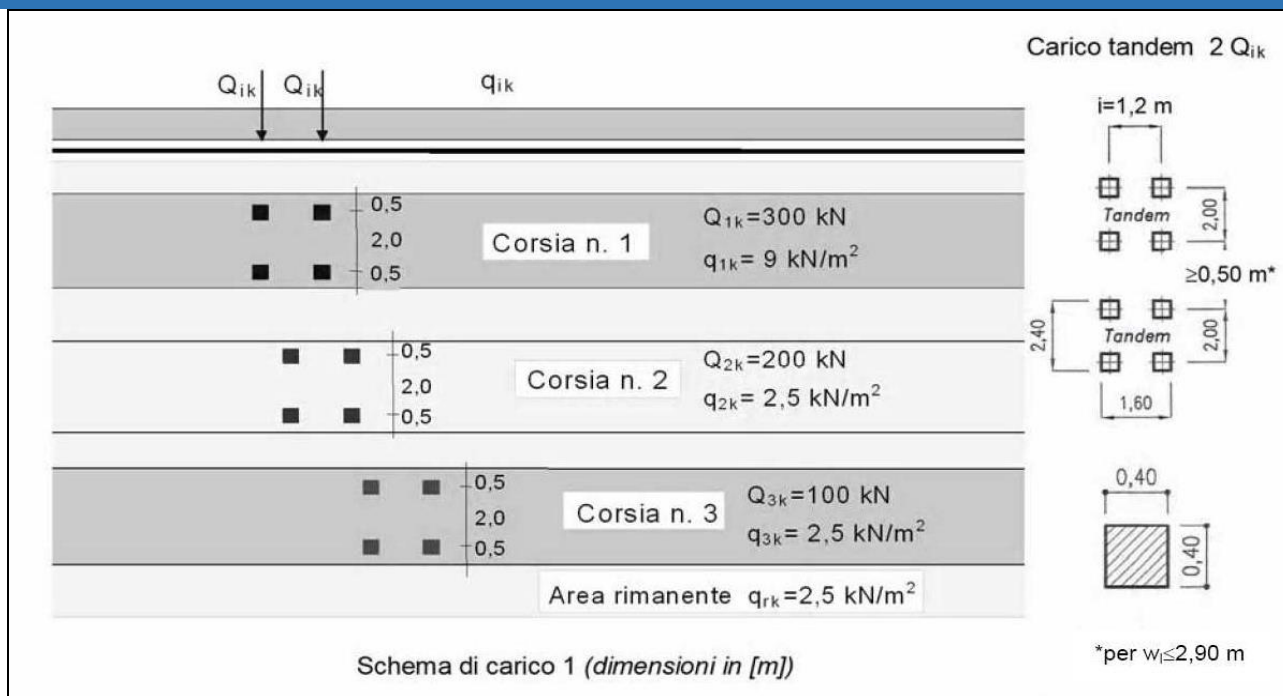 Carico tandem 2 Qik
Qik Qik qik
i=1,2 m
0,5
2,0
0,5
Corsia n. 1
Q1k=300 kN
q1k= 9 kN/m²
Tandem
2,00
≥0,50 m*
0,5
2,0
0,5
Corsia n. 2
Q2k=200 kN
q2k= 2,5 kN/m²
2,40
Tandem
2,00
1,60
0,5
2,0
0,5
Corsia n. 3
Q3k=100 kN
q3k= 2,5 kN/m²
0,40
0,40
Area rimanente qrk=2,5 kN/m²
Schema di carico 1 (dimensioni in [m])
*per wl≤2,90 m